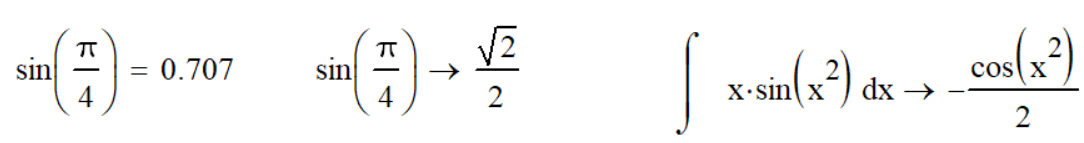 sin(π/4) = 0.707 sin(π/4) → √2/2 ∫ x·sin(x²) dx → -cos(x²)/2